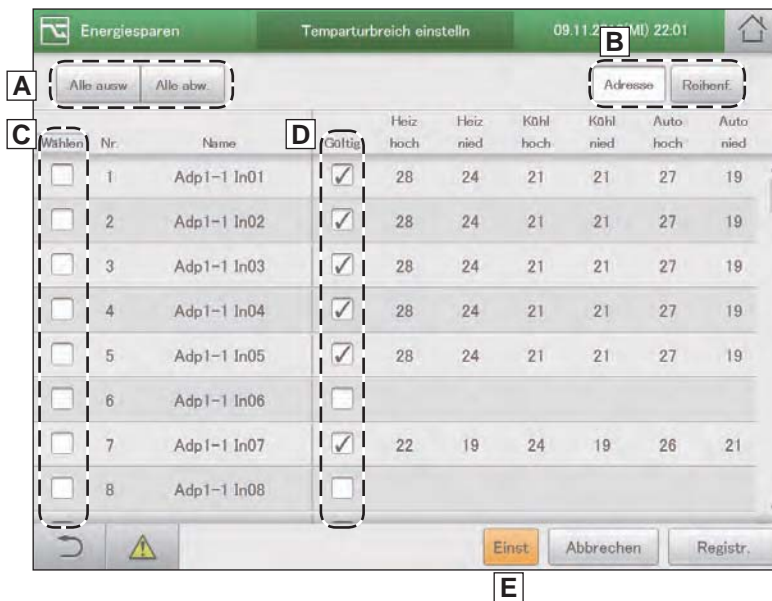 Energiesparen Temparturbreich einstelln 09.11.2 MI) 22:01
B
A Alle ausw Alle abw. Adresse Reihenf.
C D Heiz Heiz Kühl Kühl Auto Auto
Wählen Nr. Name Gültig hoch nied hoch nied hoch nied
1 Adp1-1 In01 28 24 21 21 27 19
2 Adp1-1 In02 28 24 21 21 27 19
3 Adp1-1 In03 28 24 21 21 27 19
4 Adp1-1 In04 28 24 21 21 27 19
5 Adp1-1 In05 28 24 21 21 27 19
6 Adp1-1 In06
7 Adp1-1 In07 22 19 24 19 26 21
8 Adp1-1 In08
Einst Abbrechen Registr.
E